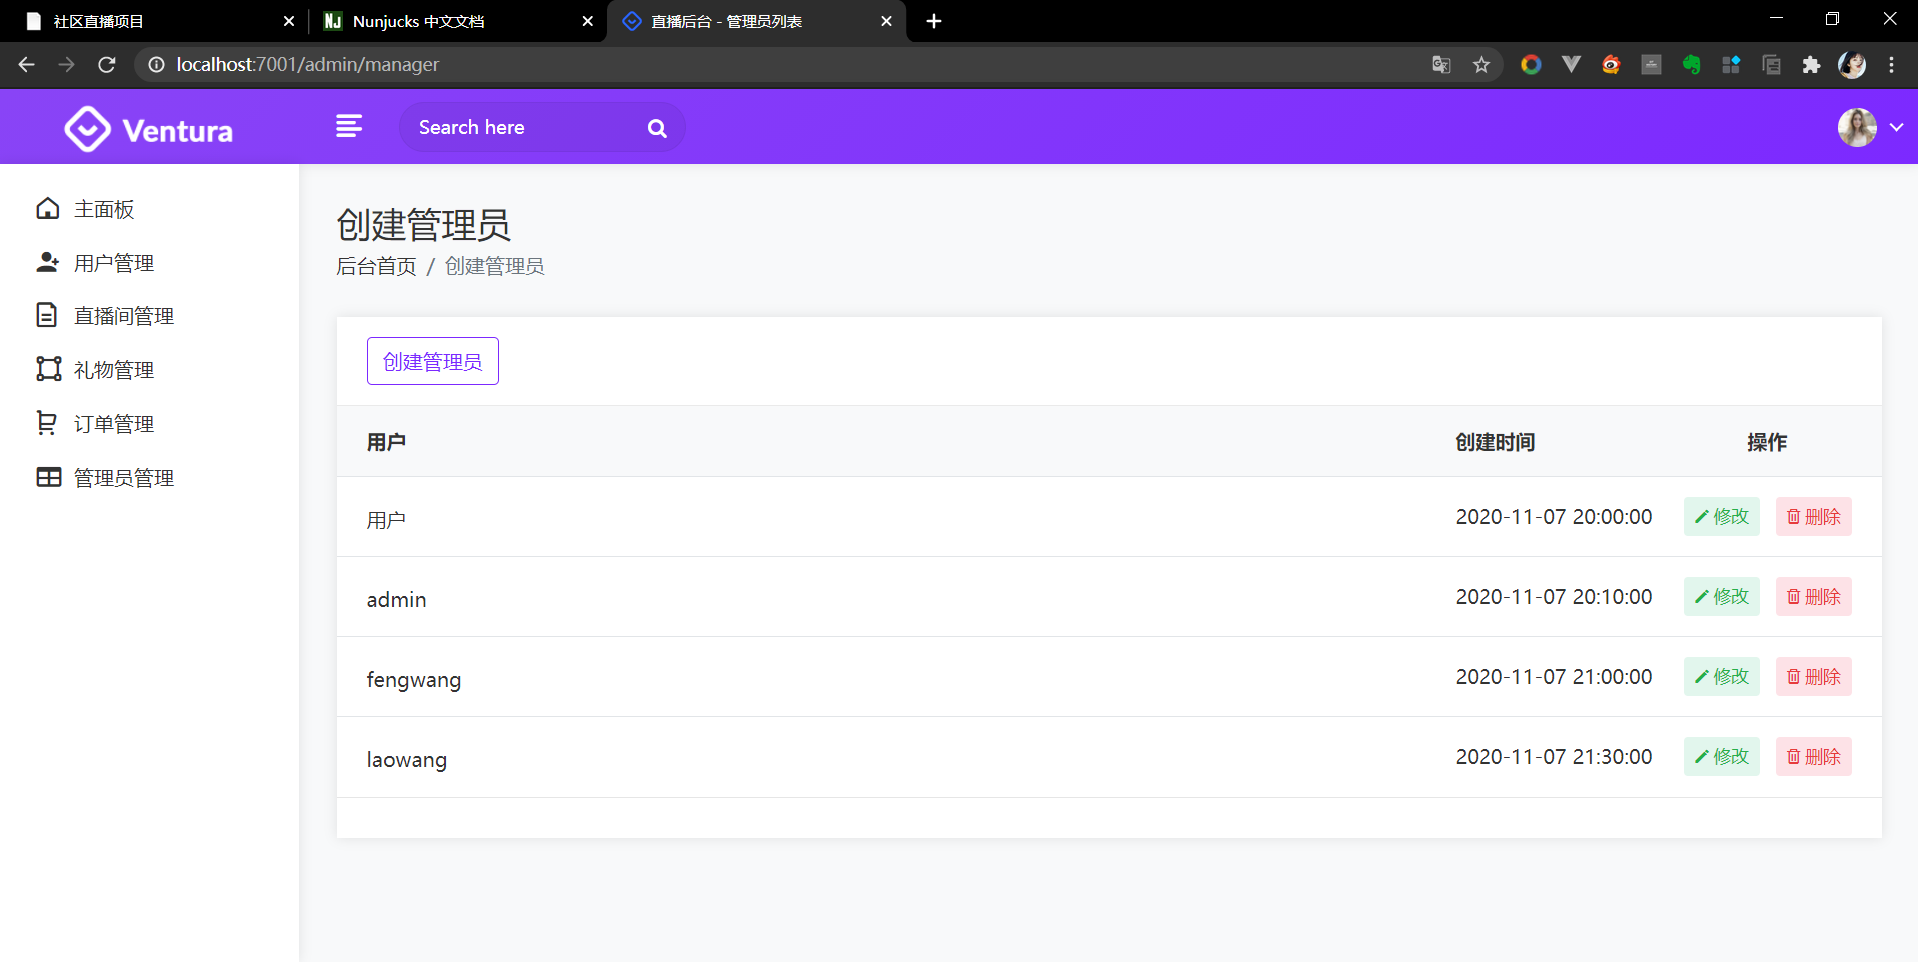 社区直播项目
NJ Nunjucks 中文文档
直播后台 - 管理员列表
localhost:7001/admin/manager
Ventura
Search here
主面板
用户管理
直播间管理
礼物管理
订单管理
管理员管理
创建管理员
后台首页 / 创建管理员
创建管理员
用户 创建时间 操作
用户 2020-11-07 20:00:00 修改 删除
admin 2020-11-07 20:10:00 修改 删除
fengwang 2020-11-07 21:00:00 修改 删除
laowang 2020-11-07 21:30:00 修改 删除